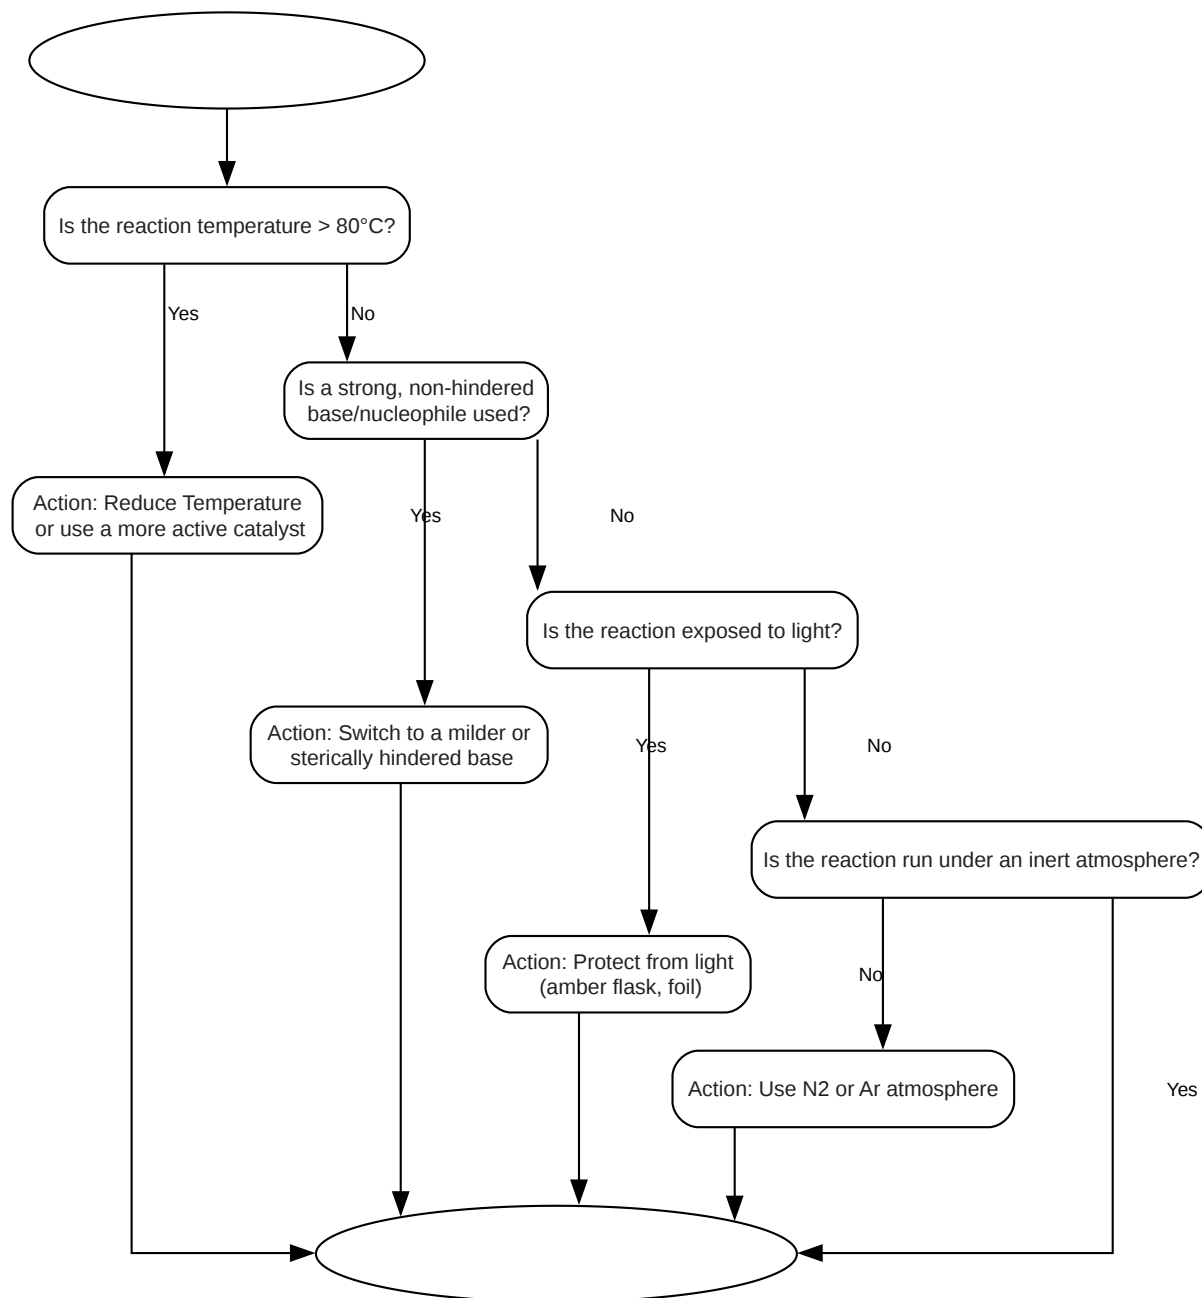 Is the reaction temperature > 80°C?
Yes
No
Is a strong, non-hindered
base/nucleophile used?
Action: Reduce Temperature
or use a more active catalyst
Yes
No
Is the reaction exposed to light?
Action: Switch to a milder or
sterically hindered base
Yes
No
Is the reaction run under an inert atmosphere?
Action: Protect from light
(amber flask, foil)
No
Action: Use N2 or Ar atmosphere
Yes